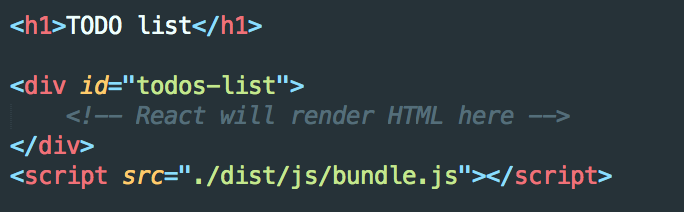 <h1>TODO list</h1>
<div id="todos-list">
<!-- React will render HTML here -->
</div>
<script src="./dist/js/bundle.js"></script>